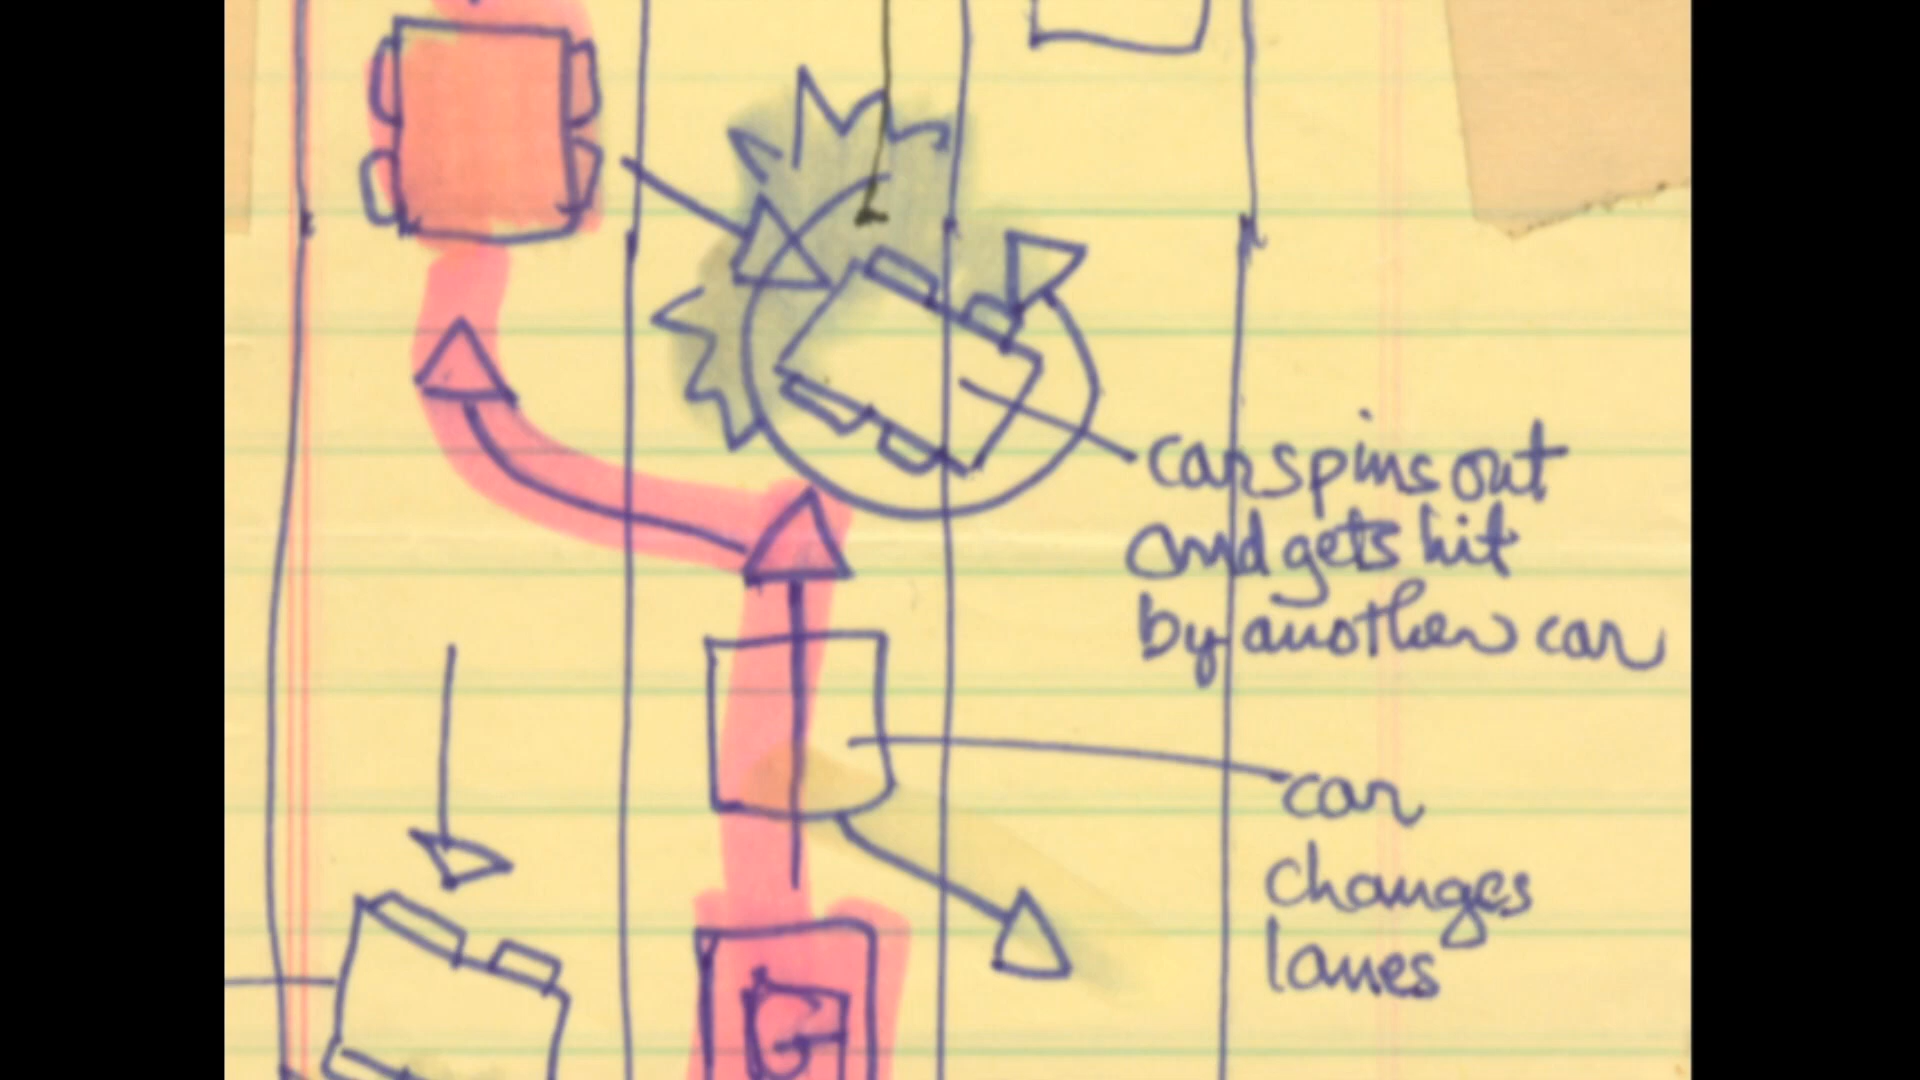 car spins out
and gets hit
by another car
car
changes
lanes
G